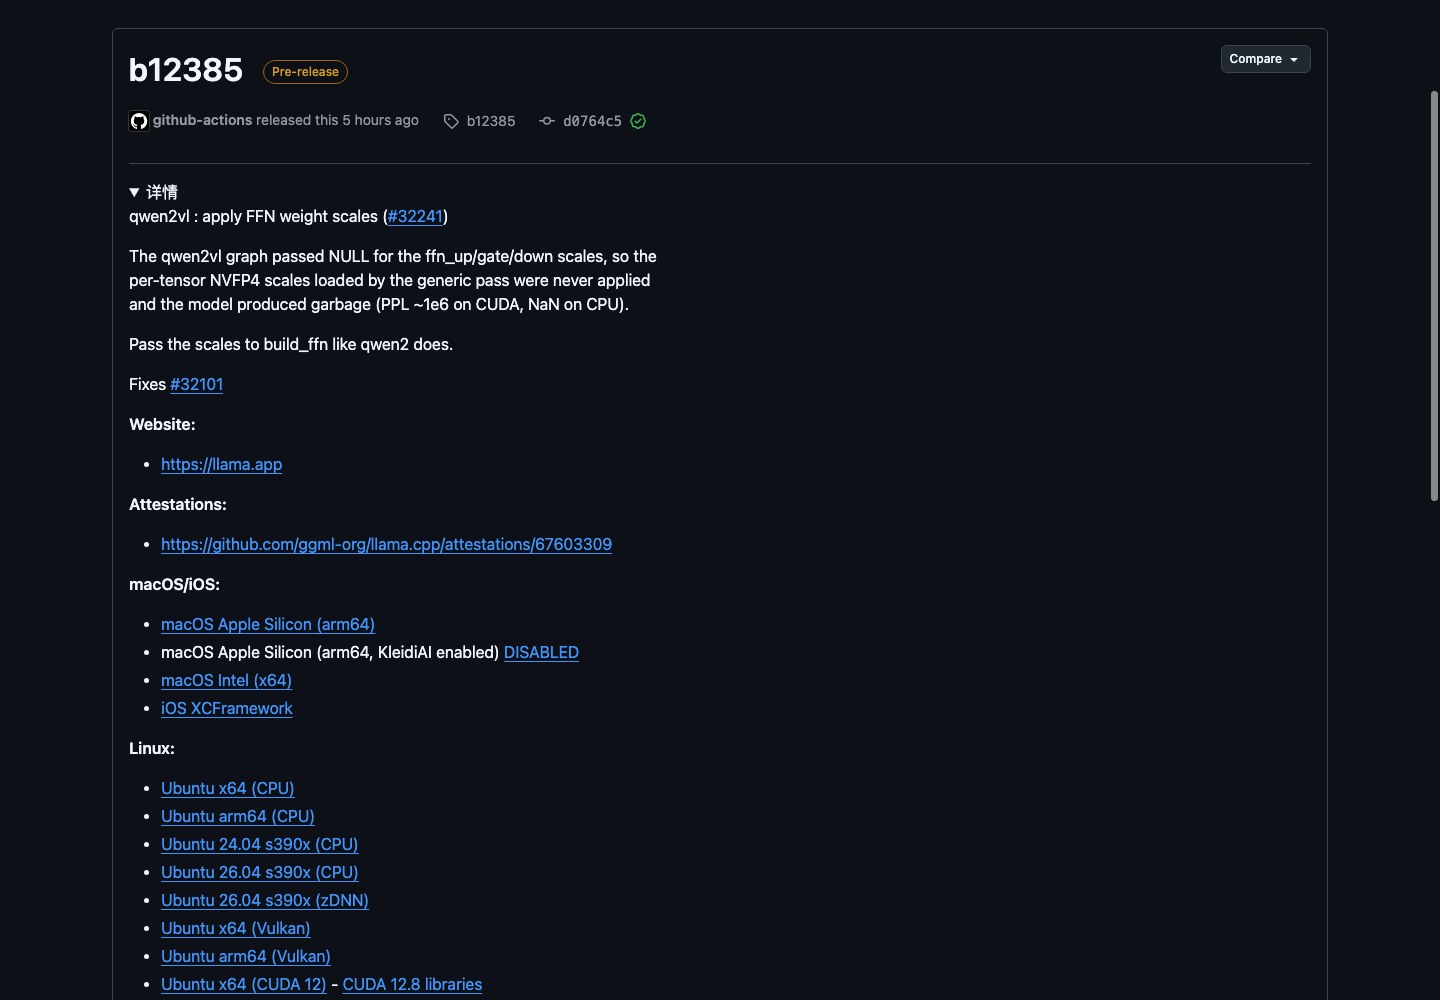 b12385 Pre-release
Compare
github-actions released this 5 hours ago b12385 d0764c5
详情
qwen2vl : apply FFN weight scales (#32241)
The qwen2vl graph passed NULL for the ffn_up/gate/down scales, so the
per-tensor NVFP4 scales loaded by the generic pass were never applied
and the model produced garbage (PPL ~1e6 on CUDA, NaN on CPU).
Pass the scales to build_ffn like qwen2 does.
Fixes #32101
Website:
https://llama.app
Attestations:
https://github.com/ggml-org/llama.cpp/attestations/67603309
macOS/iOS:
macOS Apple Silicon (arm64)
macOS Apple Silicon (arm64, KleidiAI enabled) DISABLED
macOS Intel (x64)
iOS XCFramework
Linux:
Ubuntu x64 (CPU)
Ubuntu arm64 (CPU)
Ubuntu 24.04 s390x (CPU)
Ubuntu 26.04 s390x (CPU)
Ubuntu 26.04 s390x (zDNN)
Ubuntu x64 (Vulkan)
Ubuntu arm64 (Vulkan)
Ubuntu x64 (CUDA 12) - CUDA 12.8 libraries